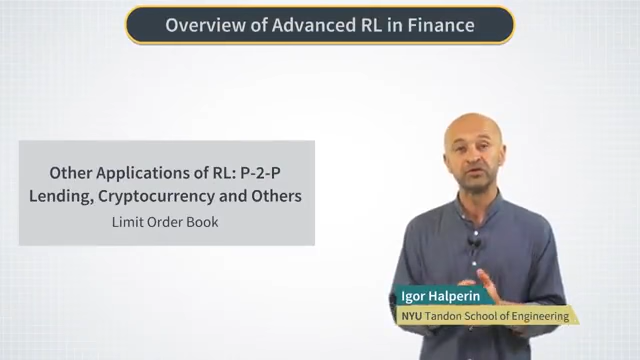 Overview of Advanced RL in Finance
Other Applications of RL: P-2-P
Lending, Cryptocurrency and Others
Limit Order Book
Igor Halperin
NYU Tandon School of Engineering